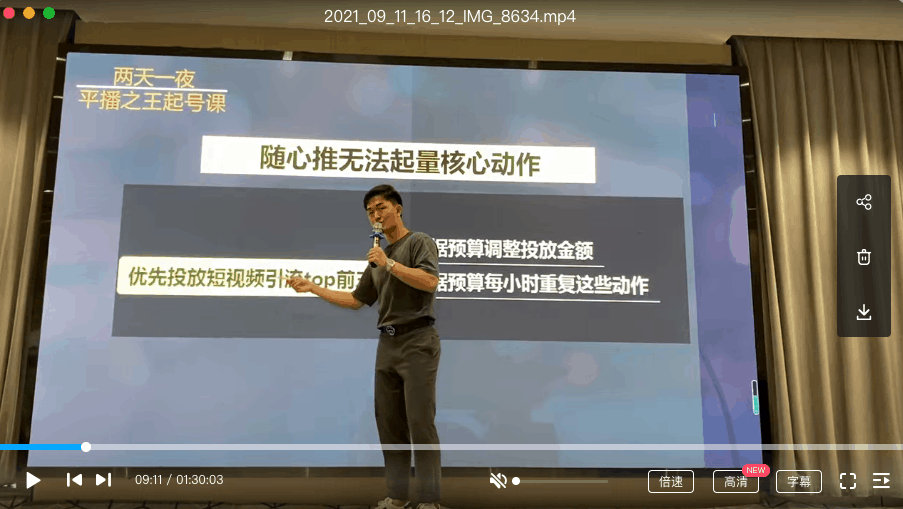 2021_09_11_16_12_IMG_8634.mp4
两天一夜
平播之王起号课
随心推无法起量核心动作
据预算调整投放金额
优先投放短视频引流top前
据预算每小时重复这些动作
09:11 / 01:30:03
倍速
高清
NEW
字幕